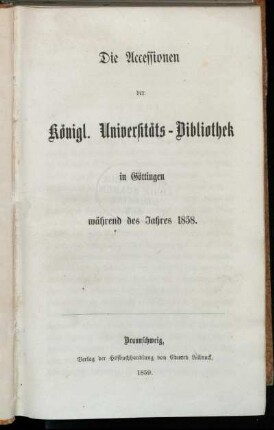 Die Accessionen
der
Königl. Universitäts-Bibliothek
in Göttingen
während des Jahres 1858.
Braunschweig,
Verlag der Hofbuchhandlung von Eduard Leibrock.
1859.